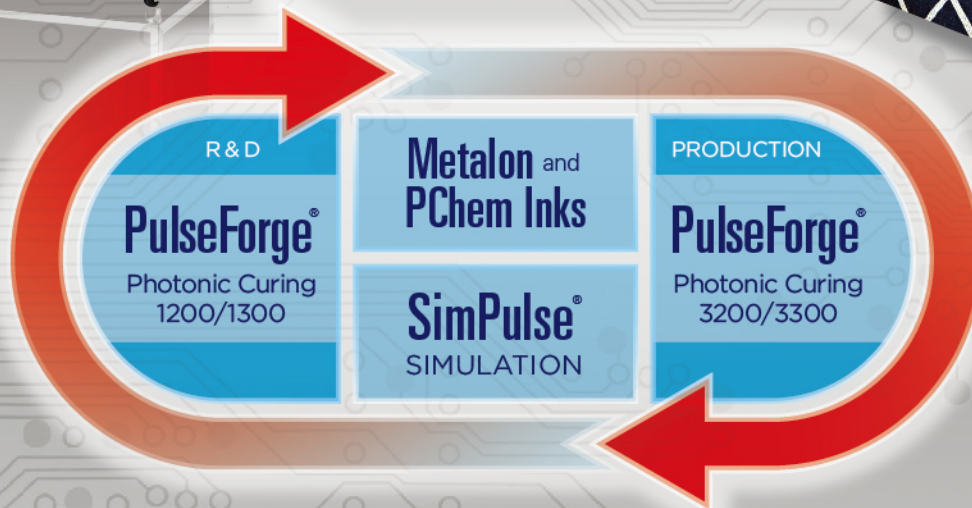 R & D
PulseForge®
Photonic Curing
1200/1300
Metalon and
PChem Inks
SimPulse®
SIMULATION
PRODUCTION
PulseForge®
Photonic Curing
3200/3300